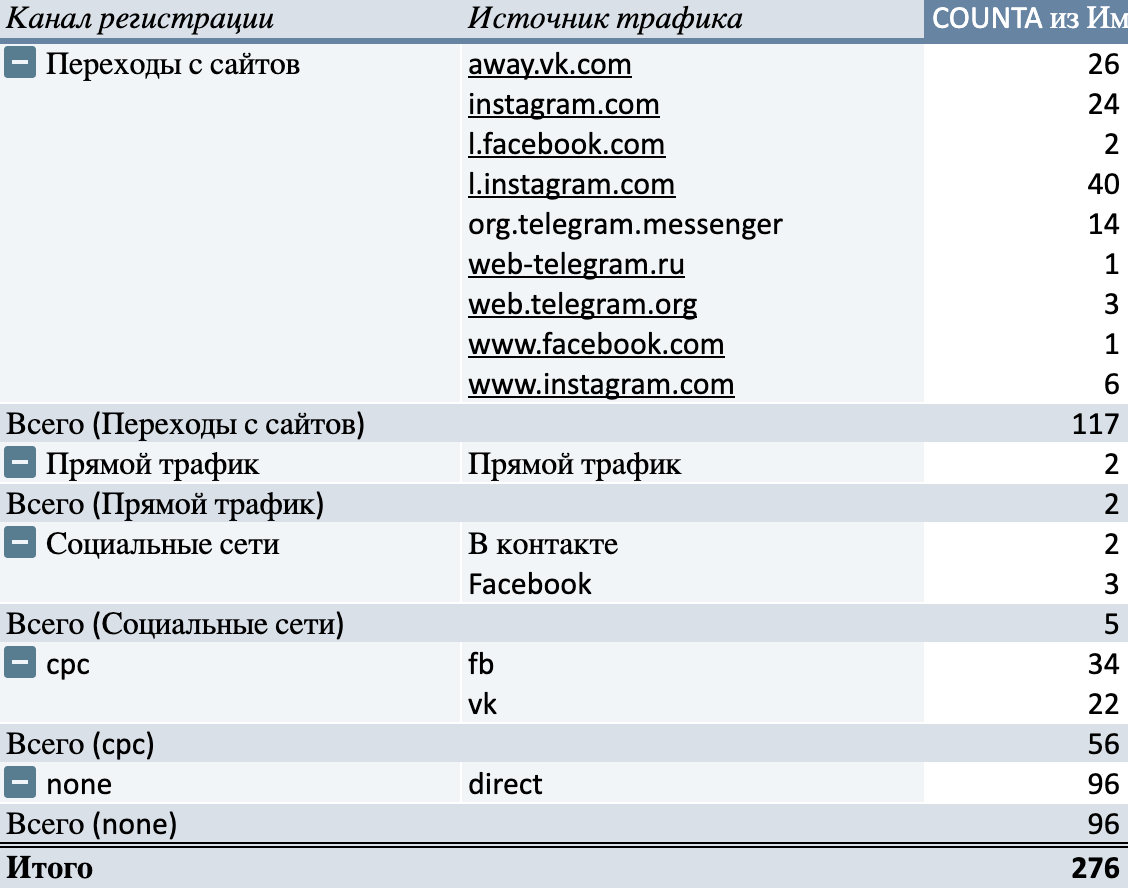 Канал регистрации Источник трафика COUNTA из Им
Переходы с сайтов away.vk.com 26
instagram.com 24
l.facebook.com 2
l.instagram.com 40
org.telegram.messenger 14
web-telegram.ru 1
web.telegram.org 3
www.facebook.com 1
www.instagram.com 6
Всего (Переходы с сайтов) 117
Прямой трафик Прямой трафик 2
Всего (Прямой трафик) 2
Социальные сети В контакте 2
Facebook 3
Всего (Социальные сети) 5
cpc fb 34
vk 22
Всего (cpc) 56
none direct 96
Всего (none) 96
Итого 276